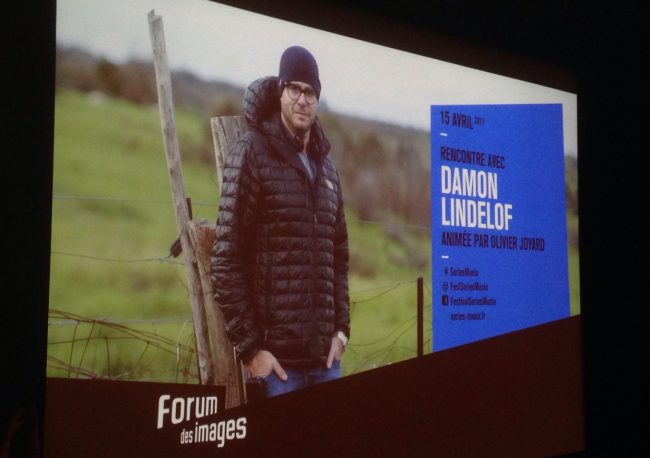 15 AVRIL 2017
RENCONTRE AVEC
DAMON
LINDELOF
ANIMÉE PAR OLIVIER JOYARD
# SeriesMania
@ FestSeriesMania
FestivalSeriesMania
series-mania.fr
Forum
des images